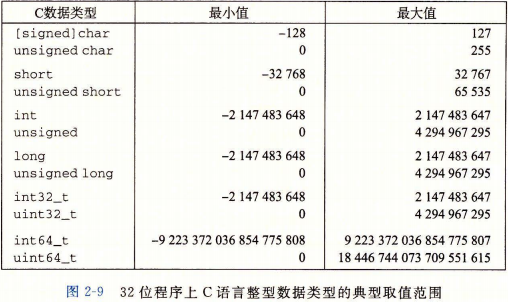 C数据类型 最小值 最大值
[signed]char -128 127
unsigned char 0 255
short -32 768 32 767
unsigned short 0 65 535
int -2 147 483 648 2 147 483 647
unsigned 0 4 294 967 295
long -2 147 483 648 2 147 483 647
unsigned long 0 4 294 967 295
int32_t -2 147 483 648 2 147 483 647
uint32_t 0 4 294 967 295
int64_t -9 223 372 036 854 775 808 9 223 372 036 854 775 807
uint64_t 0 18 446 744 073 709 551 615
图 2-9 32 位程序上 C 语言整型数据类型的典型取值范围